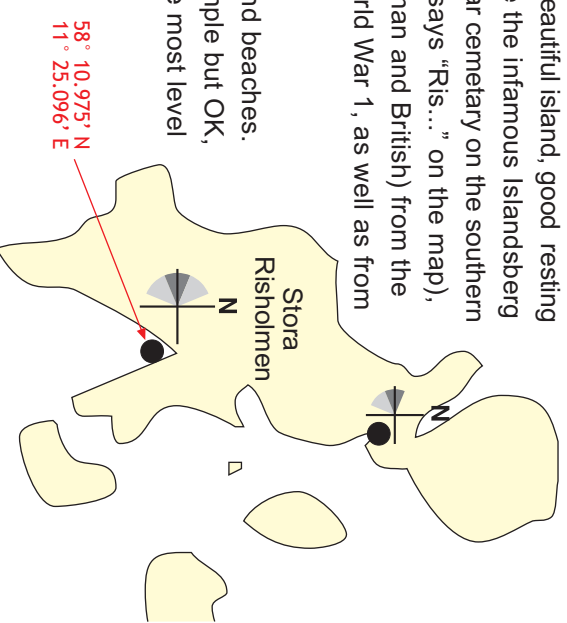 eautiful island, good resting
e the infamous Islandsberg
ar cemetary on the southern
says “Ris... ” on the map),
man and British) from the
rld War 1, as well as from
nd beaches.
mple but OK,
e most level
58° 10.975’ N
11° 25.096’ E
Stora
Risholmen
N
N